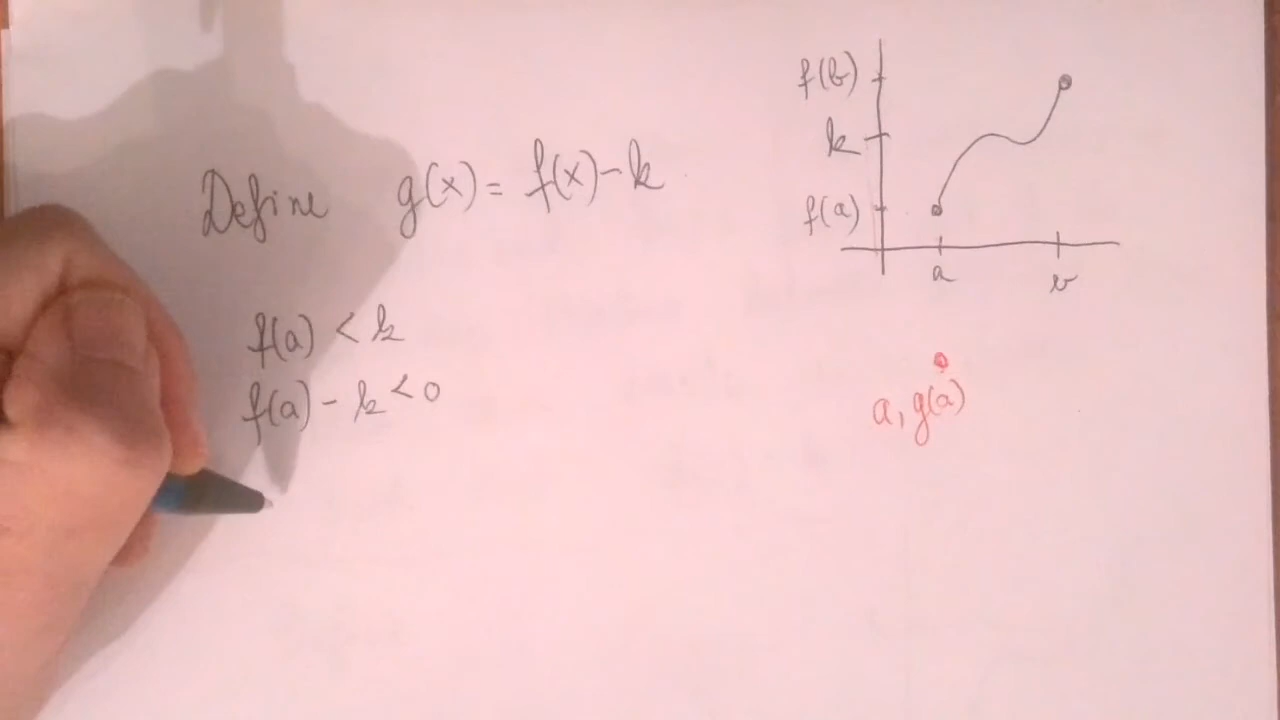 Define g(x) = f(x) - k
f(a) < k
f(a) - k < 0
f(b)
k
f(a)
a
b
a, g(a)